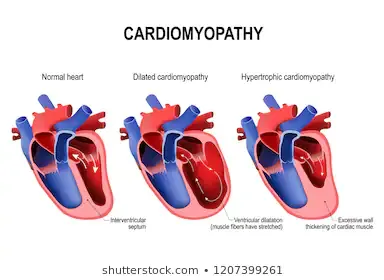 CARDIOMYOPATHY
Normal heart
Dilated cardiomyopathy
Hypertrophic cardiomyopathy
Interventricular
septum
Ventricular dilatation
(muscle fibers have stretched)
Excessive wall
thickening of cardiac muscle
shutterstock.com • 1207399261